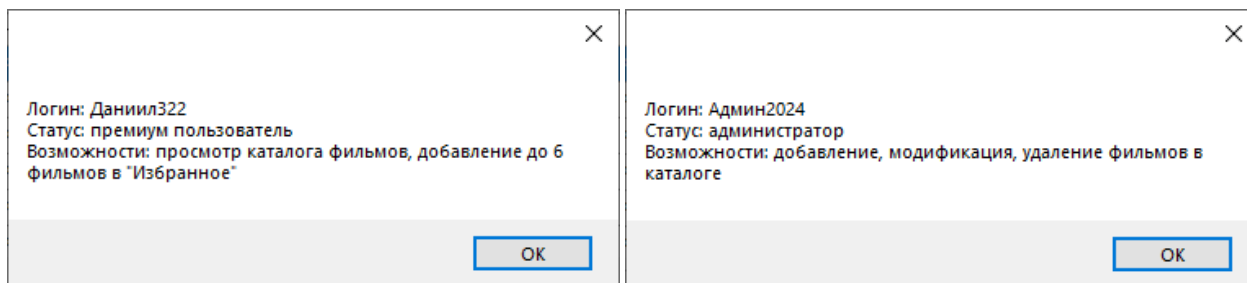 Логин: Даниил322
Статус: премиум пользователь
Возможности: просмотр каталога фильмов, добавление до 6
фильмов в "Избранное"
OK
Логин: Админ2024
Статус: администратор
Возможности: добавление, модификация, удаление фильмов в
каталоге
OK